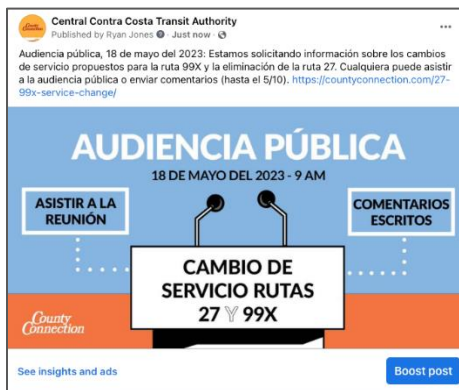 Central Contra Costa Transit Authority
Published by Ryan Jones · Just now ·
Audiencia pública, 18 de mayo del 2023: Estamos solicitando información sobre los cambios
de servicio propuestos para la ruta 99X y la eliminación de la ruta 27. Cualquiera puede asistir
a la audiencia pública o enviar comentarios (hasta el 5/10). https://countyconnection.com/27-
99x-service-change/
AUDIENCIA PÚBLICA
18 DE MAYO DEL 2023 - 9 AM
ASISTIR A LA
REUNIÓN
COMENTARIOS
ESCRITOS
CAMBIO DE
SERVICIO RUTAS
27 Y 99X
County
Connection
See insights and ads
Boost post